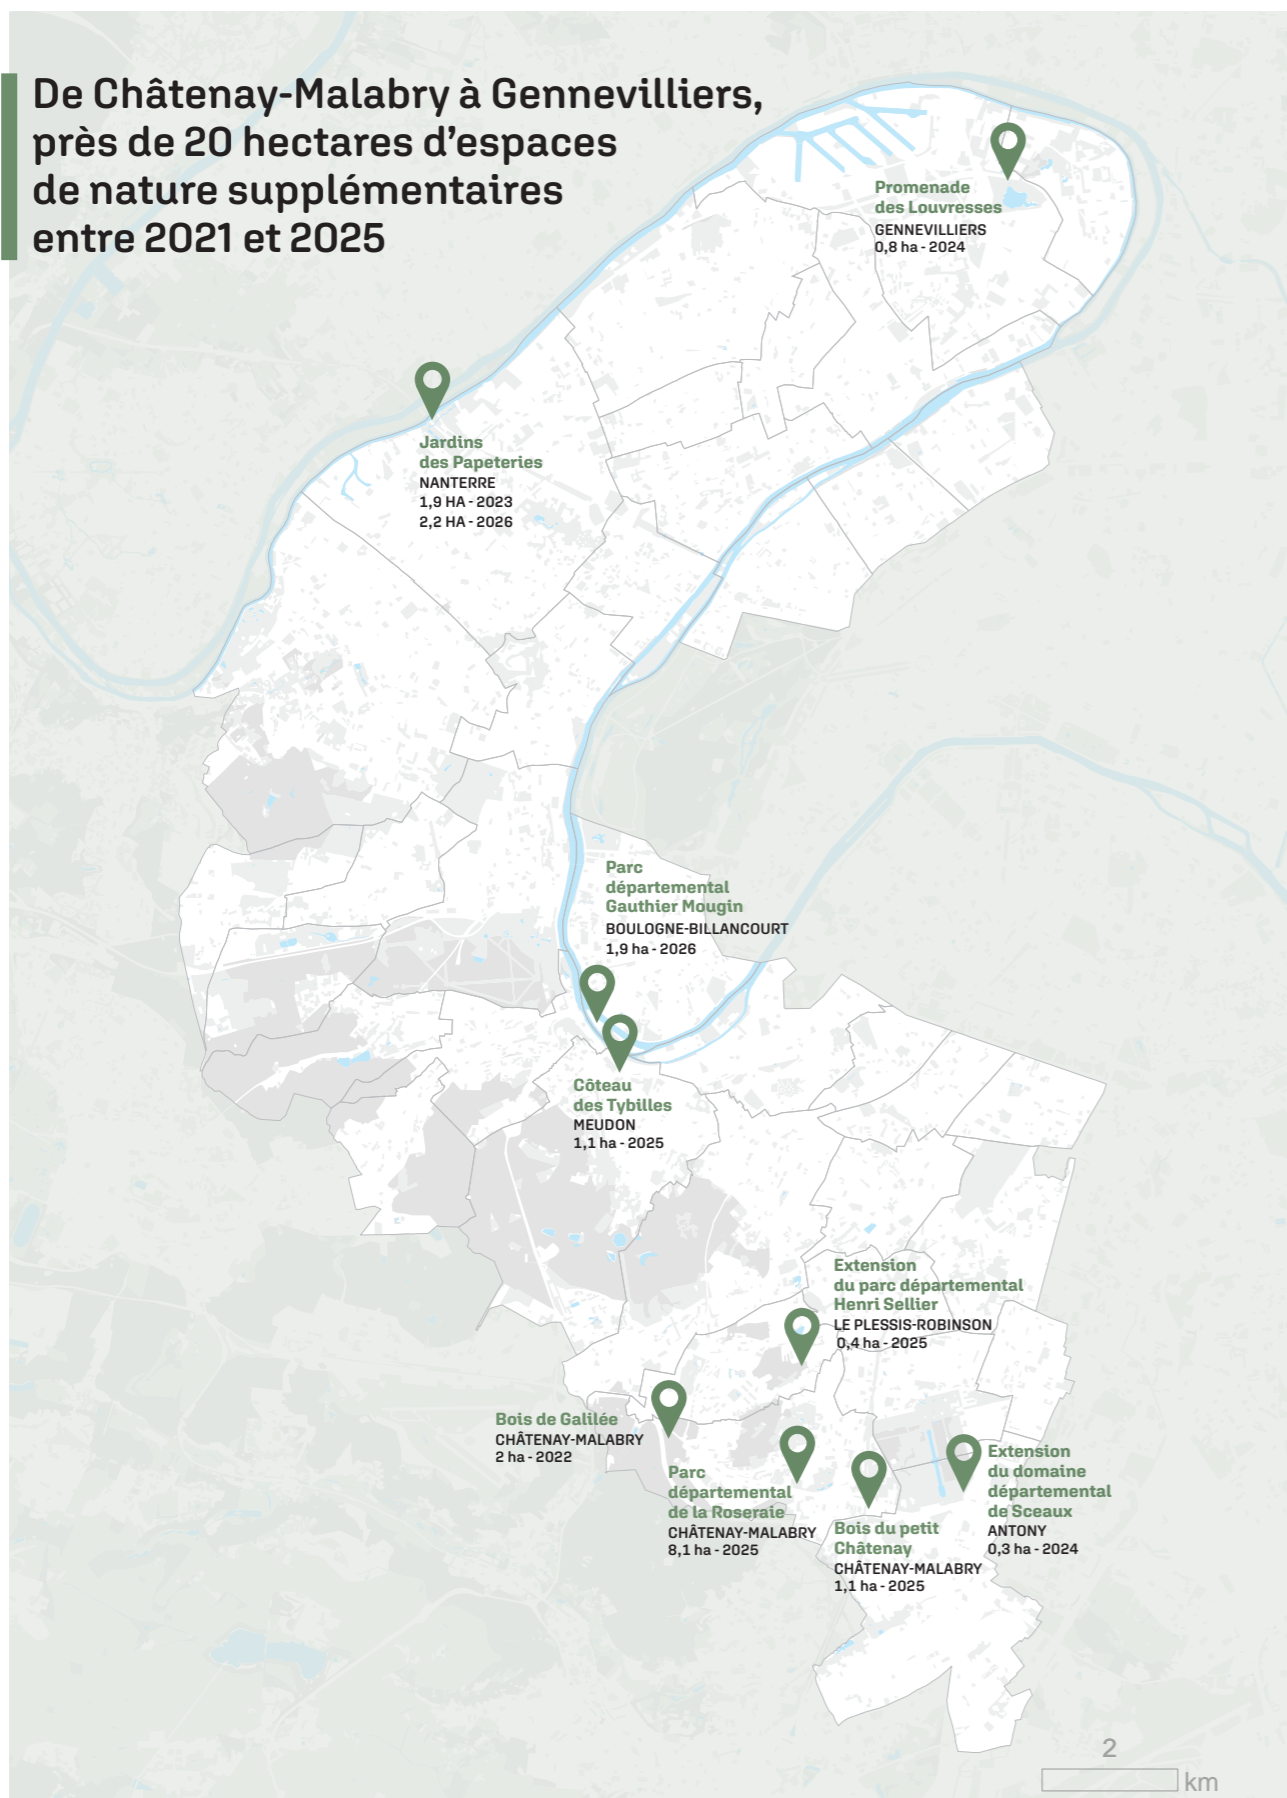 De Châtenay-Malabry à Gennevilliers,
près de 20 hectares d'espaces
de nature supplémentaires
entre 2021 et 2025
Promenade
des Louvresses
GENNEVILLIERS
0,8 ha - 2024
Jardins
des Papeteries
NANTERRE
1,9 HA - 2023
2,2 HA - 2026
Parc
départemental
Gauthier Mougin
BOULOGNE-BILLANCOURT
1,9 ha - 2026
Côteau
des Tybilles
MEUDON
1,1 ha - 2025
Extension
du parc départemental
Henri Sellier
LE PLESSIS-ROBINSON
0,4 ha - 2025
Bois de Galilée
CHÂTENAY-MALABRY
2 ha - 2022
Parc
départemental
de la Roseraie
CHÂTENAY-MALABRY
8,1 ha - 2025
Bois du petit
Châtenay
CHÂTENAY-MALABRY
1,1 ha - 2025
Extension
du domaine
départemental
de Sceaux
ANTONY
0,3 ha - 2024
2
km